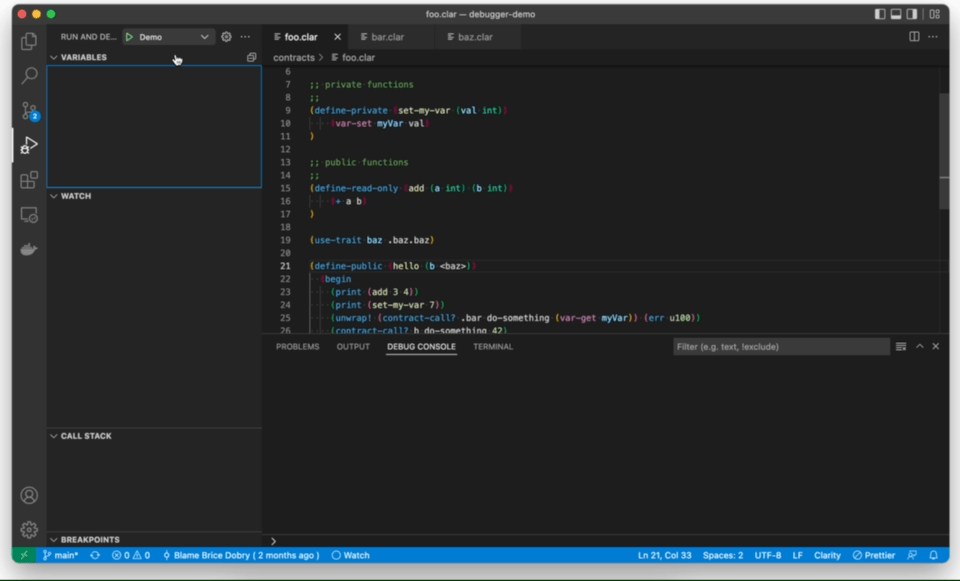 foo.clar — debugger-demo
RUN AND DE... Demo
foo.clar bar.clar baz.clar
VARIABLES
contracts > foo.clar
6
7 ;; private functions
8 ;;
9 (define-private (set-my-var (val int))
10 (var-set myVar val)
11 )
12
13 ;; public functions
14 ;;
15 (define-read-only (add (a int) (b int))
16 (+ a b)
17 )
18
19 (use-trait baz .baz.baz)
20
21 (define-public (hello (b <baz>))
22 (begin
23 (print (add 3 4))
24 (print (set-my-var 7))
25 (unwrap! (contract-call? .bar do-something (var-get myVar)) (err u100))
26 (contract-call? b do-something 42)
2
WATCH
PROBLEMS OUTPUT DEBUG CONSOLE TERMINAL
Filter (e.g. text, !exclude)
CALL STACK
BREAKPOINTS
main* 0 0 Blame Brice Dobry ( 2 months ago ) Watch
Ln 21, Col 33 Spaces: 2 UTF-8 LF Clarity Prettier